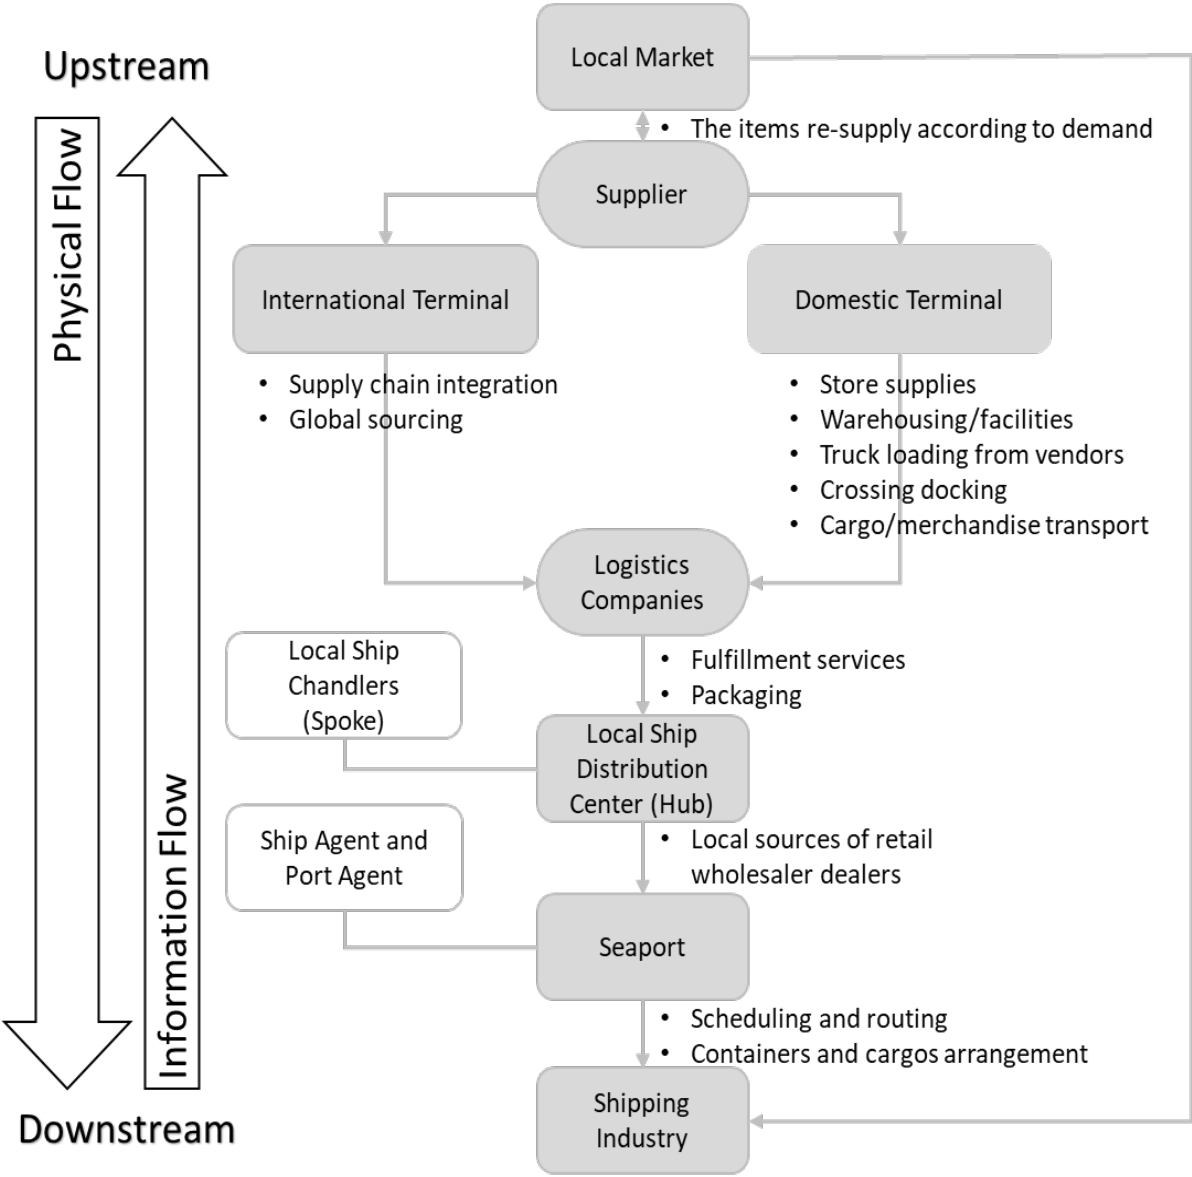 Local Market
Upstream
• The items re-supply according to demand
Physical Flow
Supplier
International Terminal
Domestic Terminal
• Supply chain integration
• Global sourcing
• Store supplies
• Warehousing/facilities
• Truck loading from vendors
• Crossing docking
• Cargo/merchandise transport
Logistics
Companies
• Fulfillment services
• Packaging
Local Ship
Chandlers
(Spoke)
Local Ship
Distribution
Center (Hub)
Information Flow
Ship Agent and
Port Agent
• Local sources of retail
wholesaler dealers
Seaport
• Scheduling and routing
• Containers and cargos arrangement
Shipping
Industry
Downstream